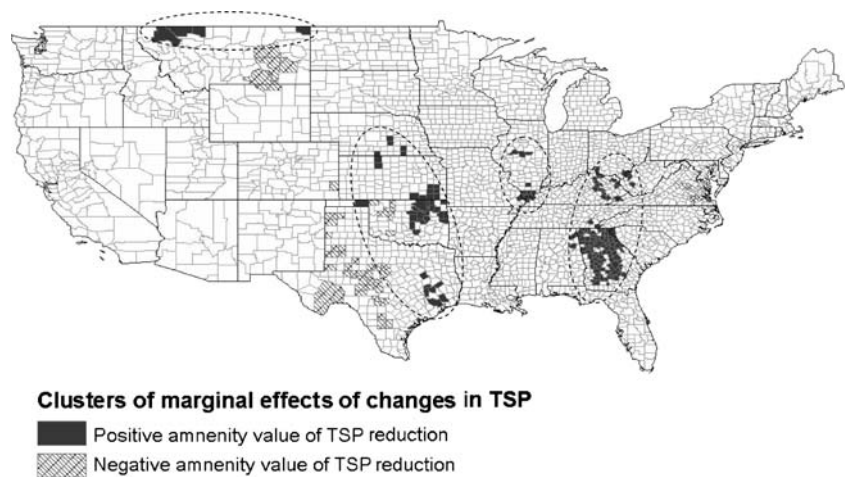 Clusters of marginal effects of changes in TSP
Positive amnenity value of TSP reduction
Negative amnenity value of TSP reduction